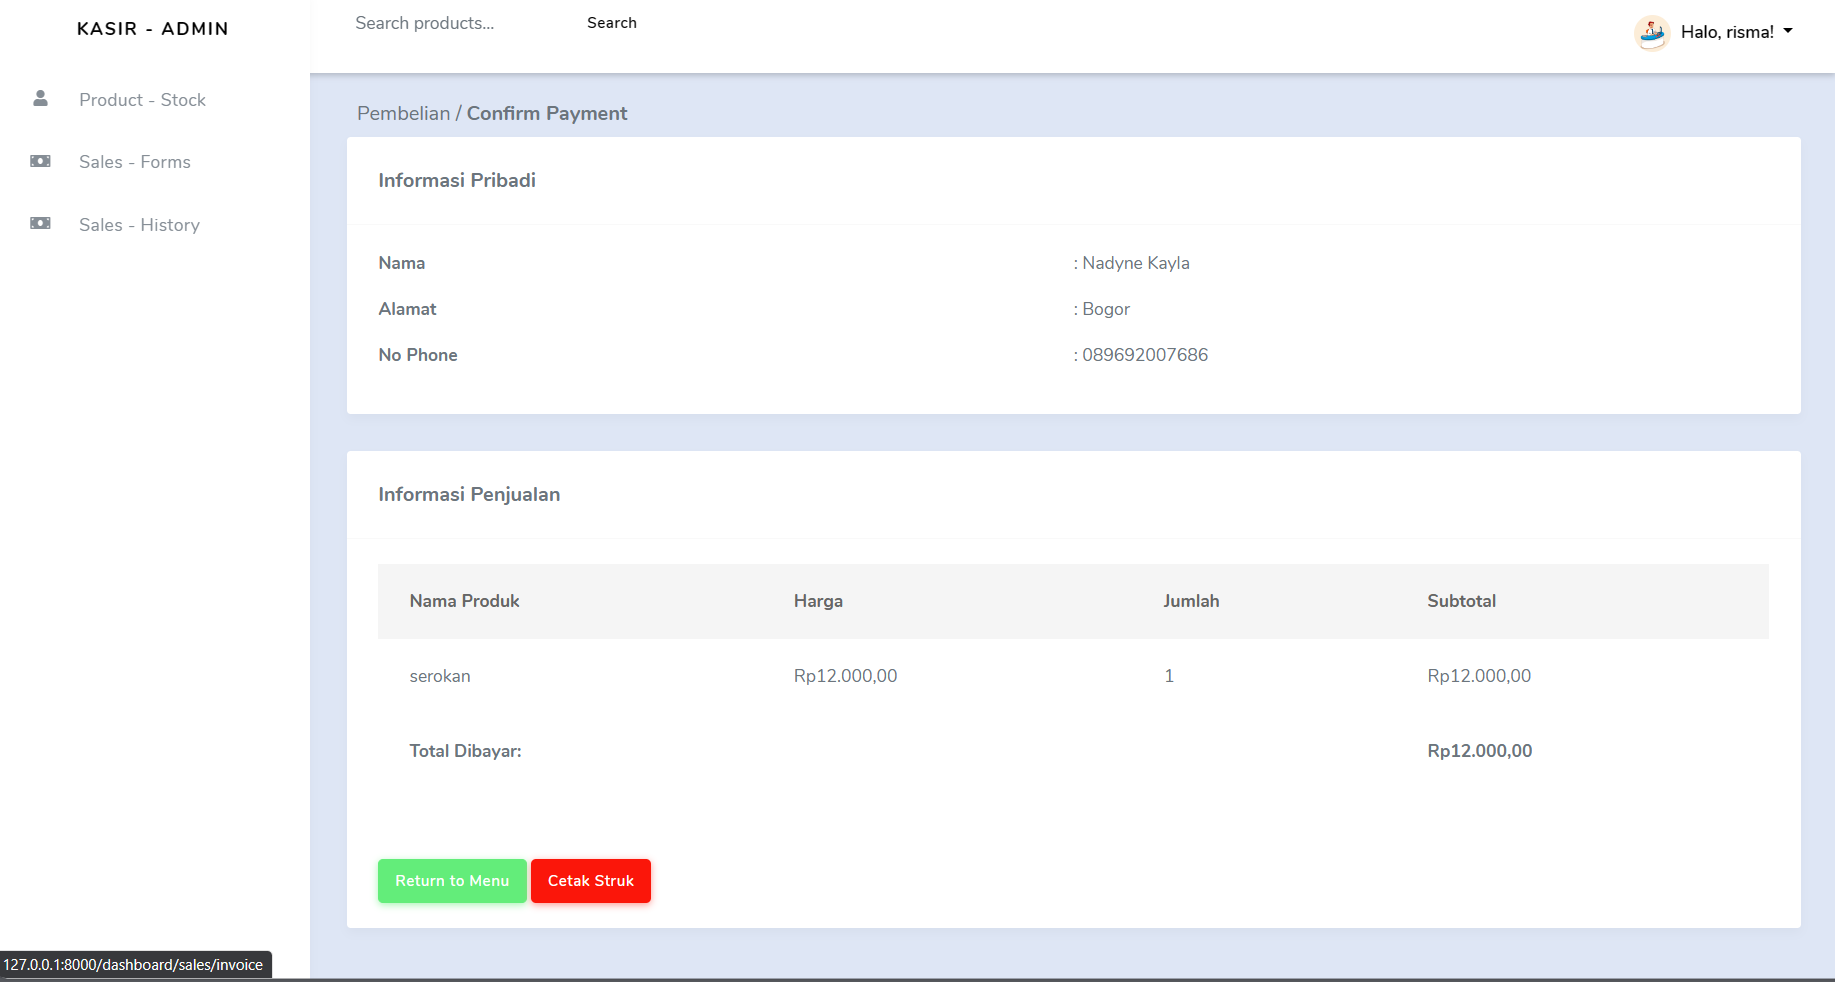 KASIR - ADMIN
Search products...
Search
Halo, risma!
Product - Stock
Sales - Forms
Sales - History
Pembelian / Confirm Payment
Informasi Pribadi
Nama : Nadyne Kayla
Alamat : Bogor
No Phone : 089692007686
Informasi Penjualan
Nama Produk Harga Jumlah Subtotal
serokan Rp12.000,00 1 Rp12.000,00
Total Dibayar: Rp12.000,00
Return to Menu Cetak Struk
127.0.0.1:8000/dashboard/sales/invoice